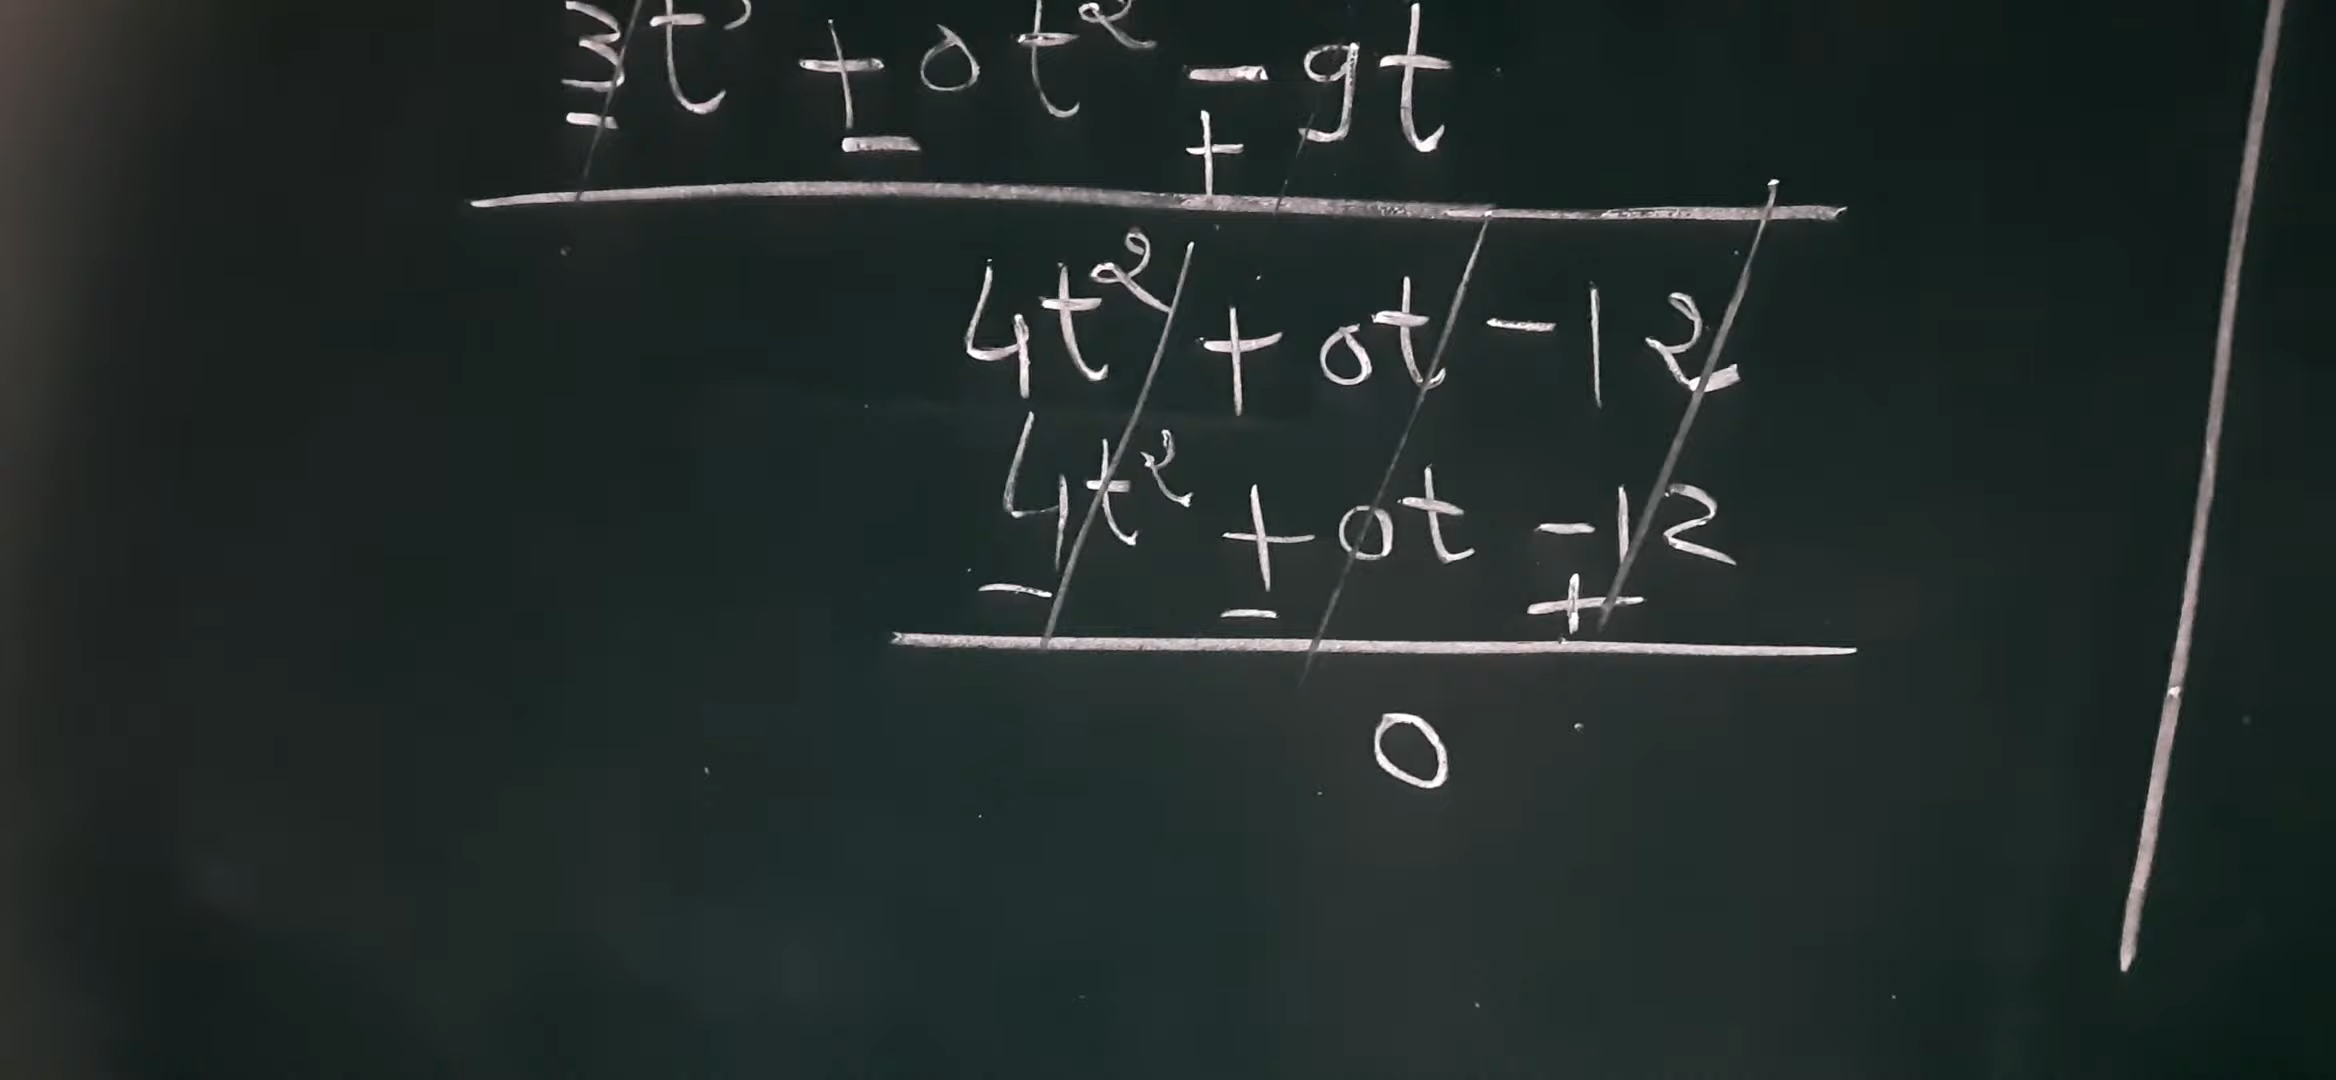 3t³ + 0t² - 9t
- - +
4t² + 0t - 12
4t² + 0t - 12
- - +
0